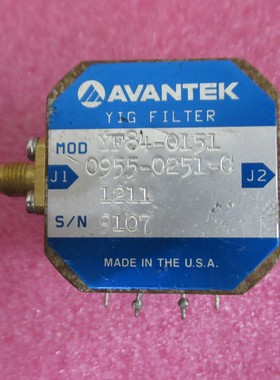 AVANTEK
YIG FILTER
MOD YF84-0151
J1 0955-0251-C J2
1211
S/N 0107
MADE IN THE U.S.A.